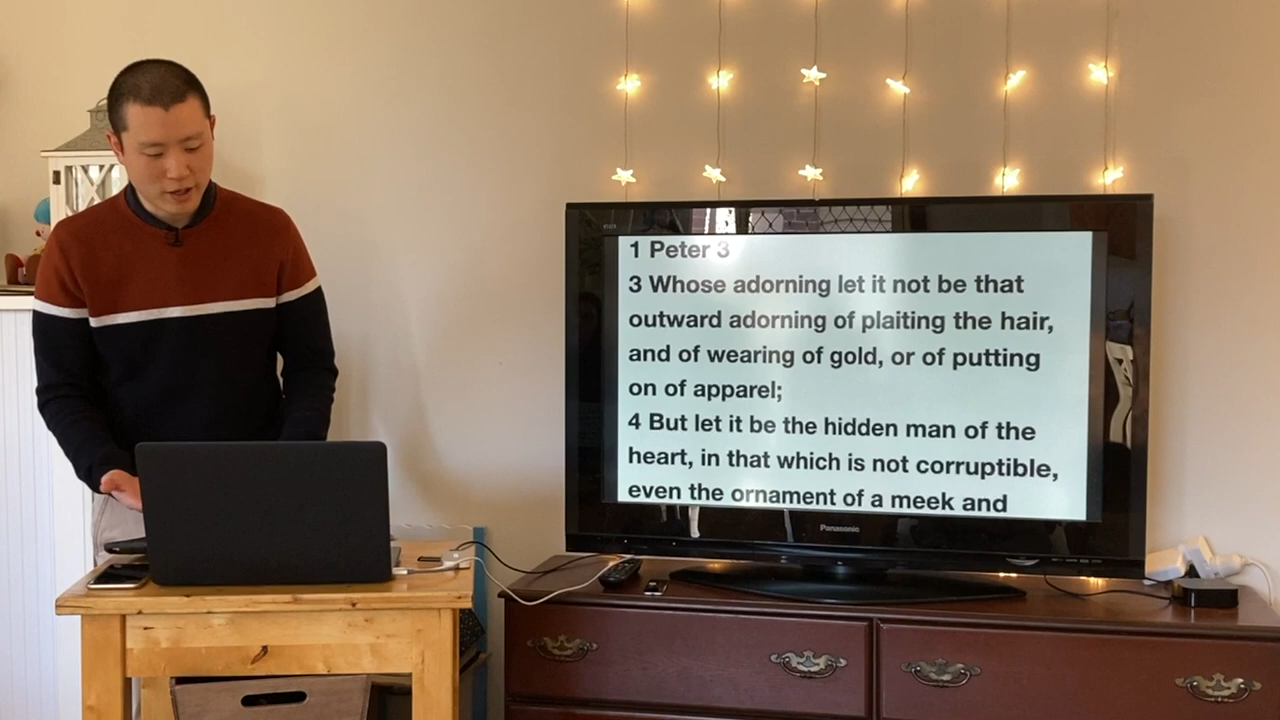 1 Peter 3
3 Whose adorning let it not be that
outward adorning of plaiting the hair,
and of wearing of gold, or of putting
on of apparel;
4 But let it be the hidden man of the
heart, in that which is not corruptible,
even the ornament of a meek and
Panasonic